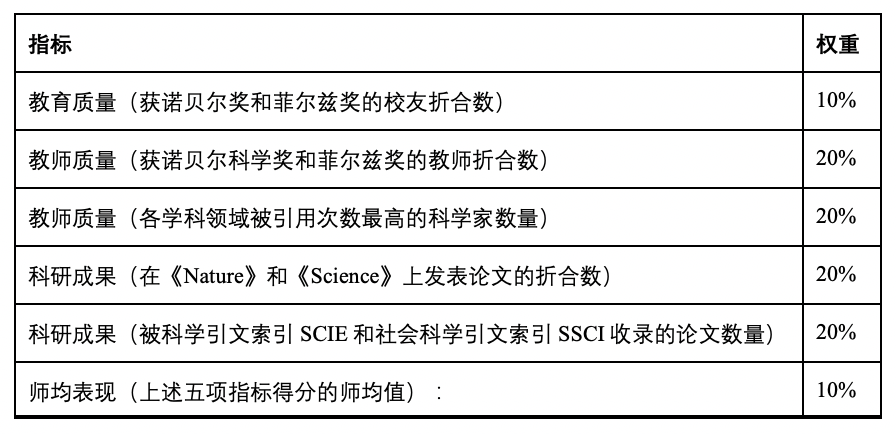 指标 权重
教育质量（获诺贝尔奖和菲尔兹奖的校友折合数） 10%
教师质量（获诺贝尔科学奖和菲尔兹奖的教师折合数） 20%
教师质量（各学科领域被引用次数最高的科学家数量） 20%
科研成果（在《Nature》和《Science》上发表论文的折合数） 20%
科研成果（被科学引文索引 SCIE 和社会科学引文索引 SSCI 收录的论文数量） 20%
师均表现（上述五项指标得分的师均值）： 10%